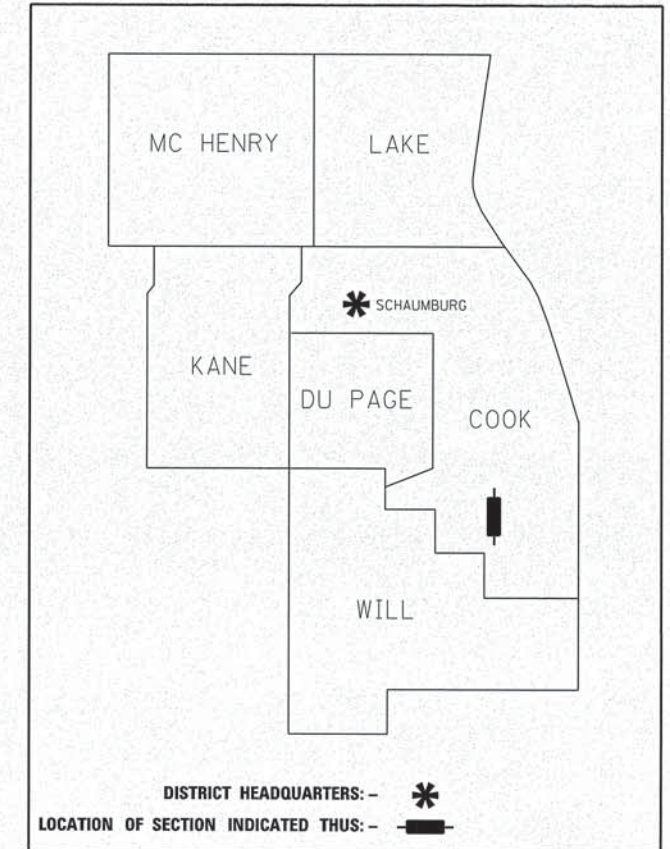 MC HENRY
LAKE
SCHAUMBURG
KANE
DU PAGE
COOK
WILL
DISTRICT HEADQUARTERS: –
LOCATION OF SECTION INDICATED THUS: –